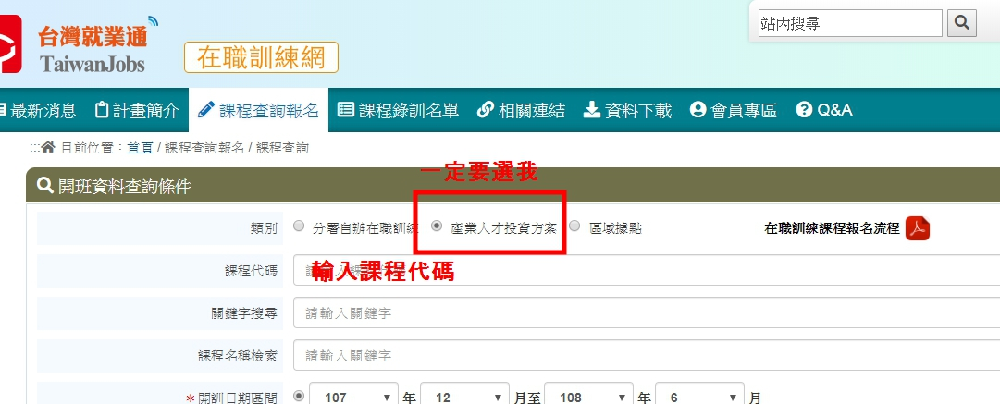 台灣就業通
TaiwanJobs
在職訓練網
站內搜尋
最新消息 計畫簡介 課程查詢報名 課程錄訓名單 相關連結 資料下載 會員專區 Q&A
:::目前位置：首頁 / 課程查詢報名 / 課程查詢
一定要選我
開班資料查詢條件
類別 分署自辦在職訓練 產業人才投資方案 區域據點 在職訓練課程報名流程
課程代碼 輸入課程代碼
關鍵字搜尋 請輸入關鍵字
課程名稱檢索 請輸入關鍵字
*開訓日期區間 107 年 12 月至 108 年 6 月